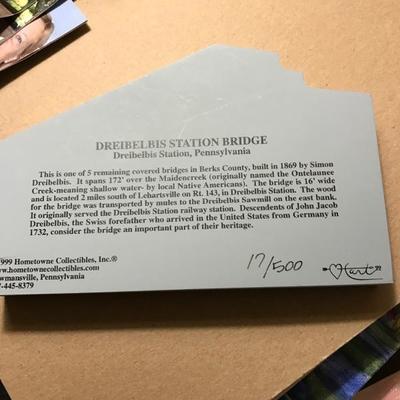 DREIBELBIS STATION BRIDGE
Dreibelbis Station, Pennsylvania
This is one of 5 remaining covered bridges in Berks County, built in 1869 by Simon
Dreibelbis. It spans 172' over the Maidencreek (originally named the Ontelaunee
Creek-meaning shallow water- by local Native Americans). The bridge is 16' wide
and is located 2 miles south of Lehartsville on Rt. 143, in Dreibelbis Station. The wood
for the bridge was transported by mules to the Dreibelbis Sawmill on the east bank.
It originally served the Dreibelbis Station railway station. Descendents of John Jacob
Dreibelbis, the Swiss forefather who arrived in the United States from Germany in
1732, consider the bridge an important part of their heritage.
1999 Hometowne Collectibles, Inc.®
www.hometownecollectibles.com
wmansville, Pennsylvania
7-445-8379
17/500
Hart